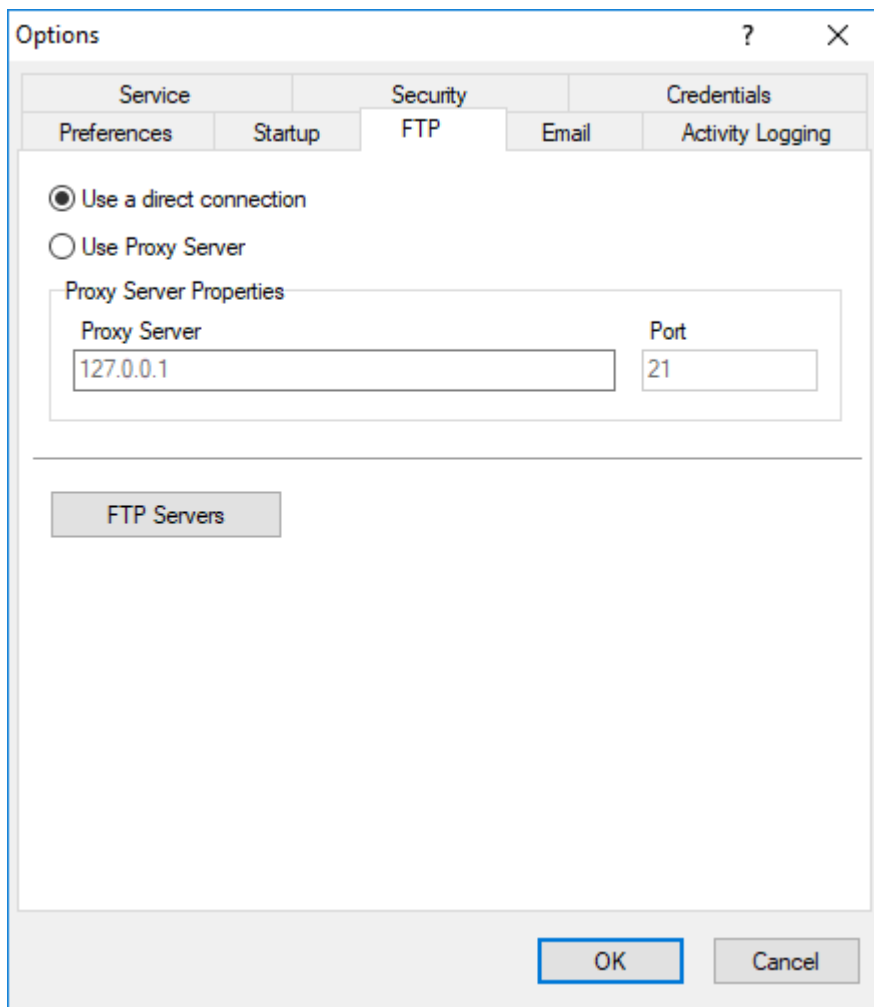 Options ?
Service Security Credentials
Preferences Startup FTP Email Activity Logging
Use a direct connection
Use Proxy Server
Proxy Server Properties
Proxy Server Port
127.0.0.1 21
FTP Servers
OK Cancel